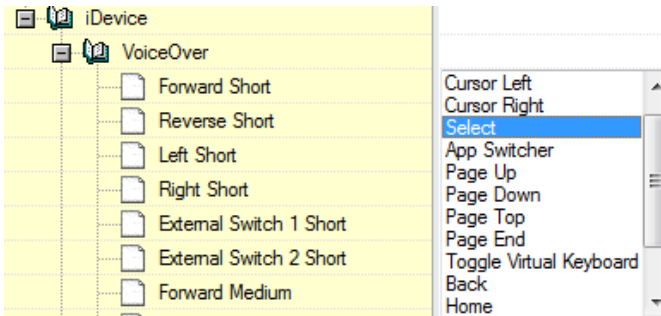 iDevice
VoiceOver
Forward Short
Reverse Short
Left Short
Right Short
External Switch 1 Short
External Switch 2 Short
Forward Medium
Cursor Left
Cursor Right
Select
App Switcher
Page Up
Page Down
Page Top
Page End
Toggle Virtual Keyboard
Back
Home